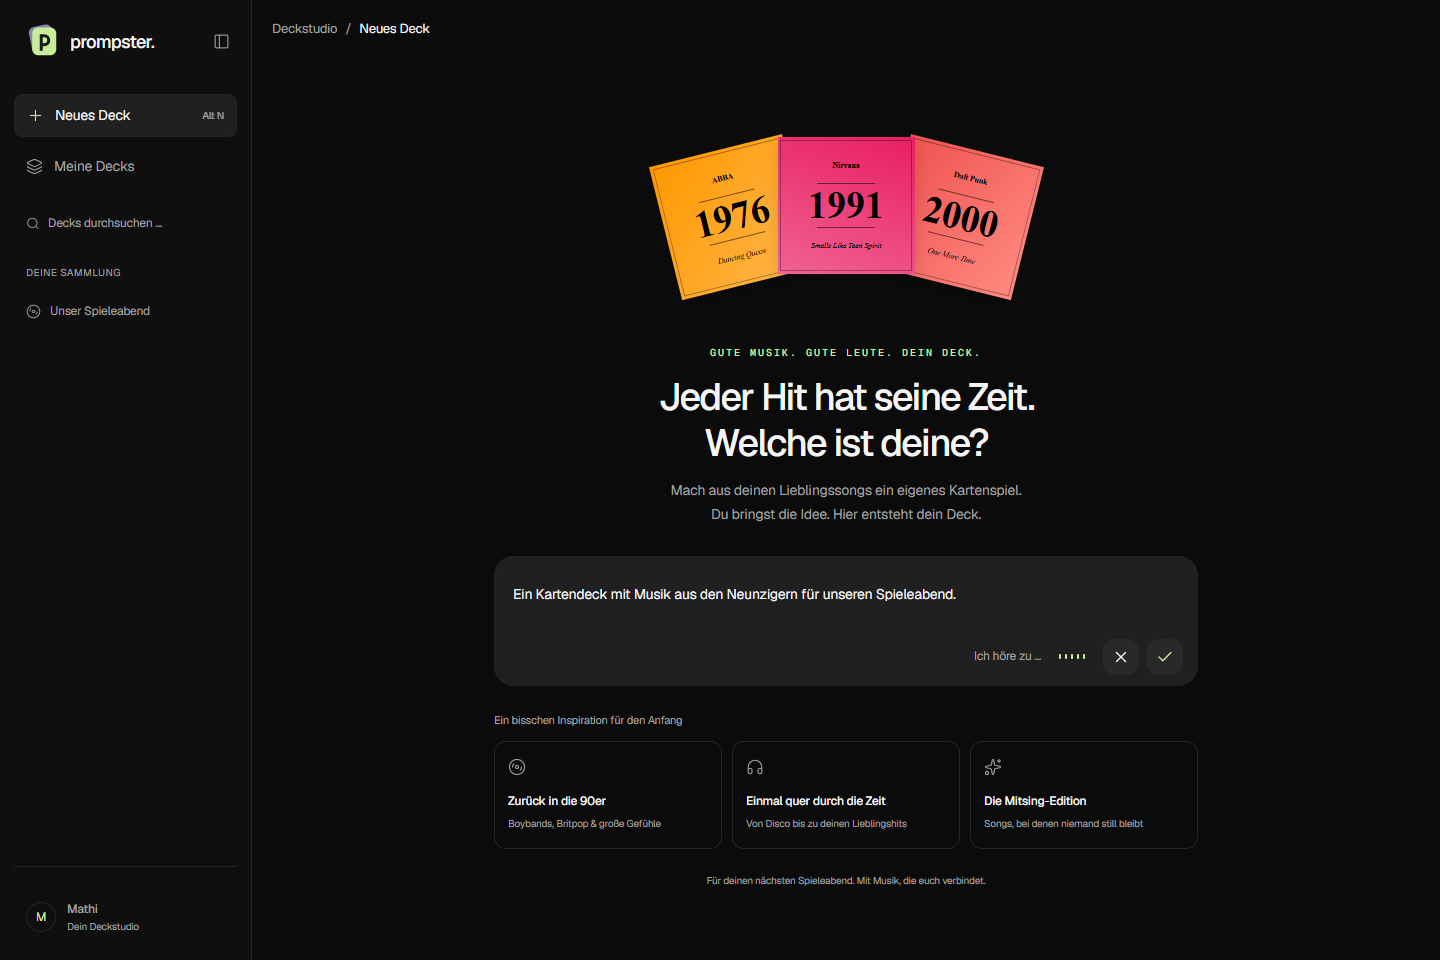 P prompster.
Deckstudio / Neues Deck
Neues Deck Alt N
Meine Decks
Decks durchsuchen ...
DEINE SAMMLUNG
Unser Spieleabend
ABBA
1976
Dancing Queen
Nirvana
1991
Smells Like Teen Spirit
Daft Punk
2000
One More Time
GUTE MUSIK. GUTE LEUTE. DEIN DECK.
Jeder Hit hat seine Zeit.
Welche ist deine?
Mach aus deinen Lieblingssongs ein eigenes Kartenspiel.
Du bringst die Idee. Hier entsteht dein Deck.
Ein Kartendeck mit Musik aus den Neunzigern für unseren Spieleabend.
Ich höre zu ...
Ein bisschen Inspiration für den Anfang
Zurück in die 90er
Boybands, Britpop & große Gefühle
Einmal quer durch die Zeit
Von Disco bis zu deinen Lieblingshits
Die Mitsing-Edition
Songs, bei denen niemand still bleibt
Für deinen nächsten Spieleabend. Mit Musik, die euch verbindet.
M Mathi
Dein Deckstudio